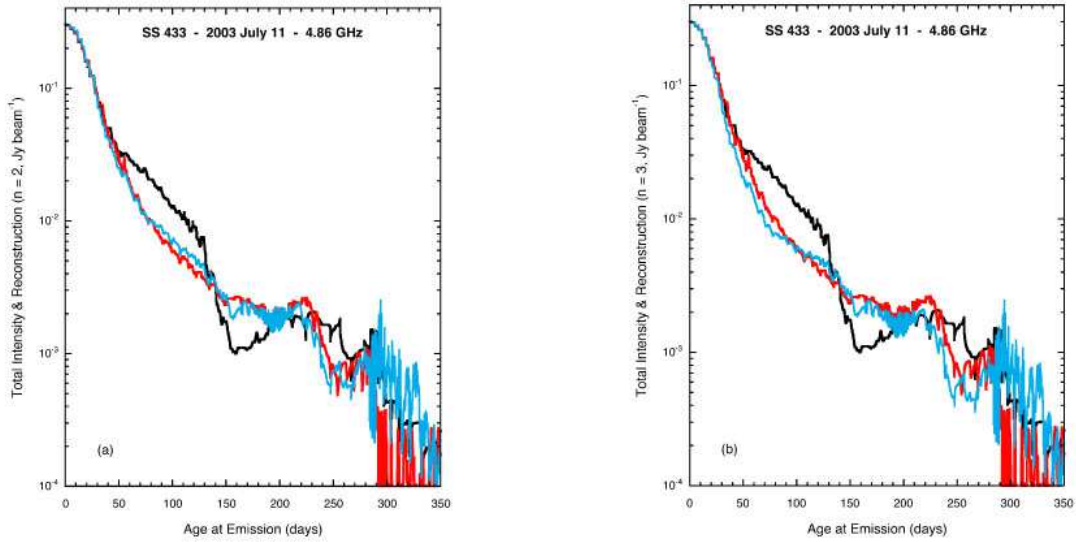 SS 433 - 2003 July 11 - 4.86 GHz
Total Intensity & Reconstruction (n = 2, Jy beam⁻¹)
10⁻¹
10⁻²
10⁻³
10⁻⁴
(a)
0 50 100 150 200 250 300 350
Age at Emission (days)
SS 433 - 2003 July 11 - 4.86 GHz
Total Intensity & Reconstruction (n = 3, Jy beam⁻¹)
10⁻¹
10⁻²
10⁻³
10⁻⁴
(b)
0 50 100 150 200 250 300 350
Age at Emission (days)